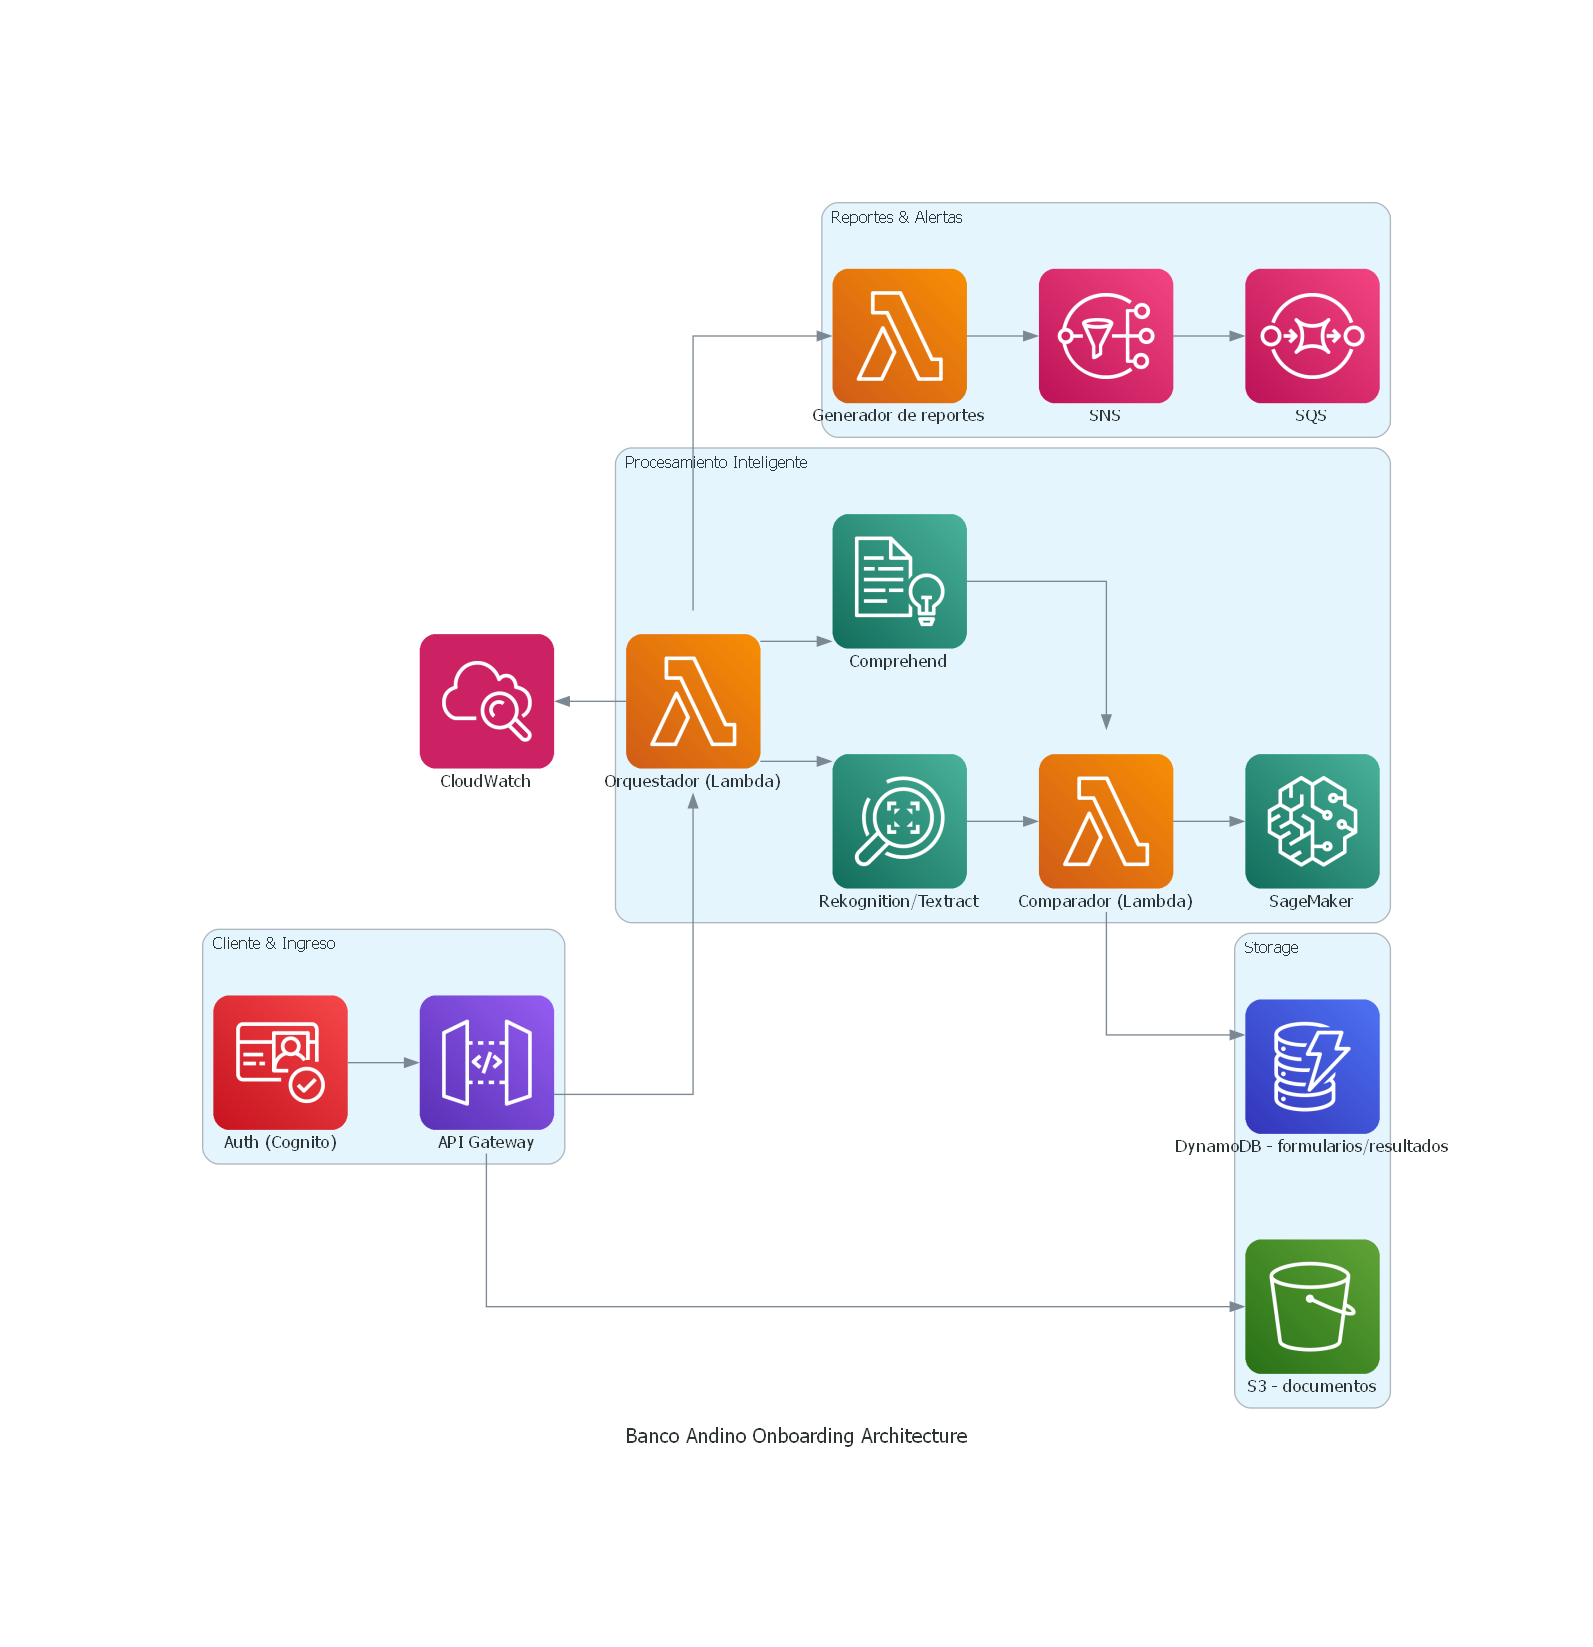 Reportes & Alertas
Generador de reportes
SNS
SQS
Procesamiento Inteligente
Comprehend
CloudWatch
Orquestador (Lambda)
Rekognition/Textract
Comparador (Lambda)
SageMaker
Cliente & Ingreso
Auth (Cognito)
API Gateway
Storage
DynamoDB - formularios/resultados
S3 - documentos
Banco Andino Onboarding Architecture